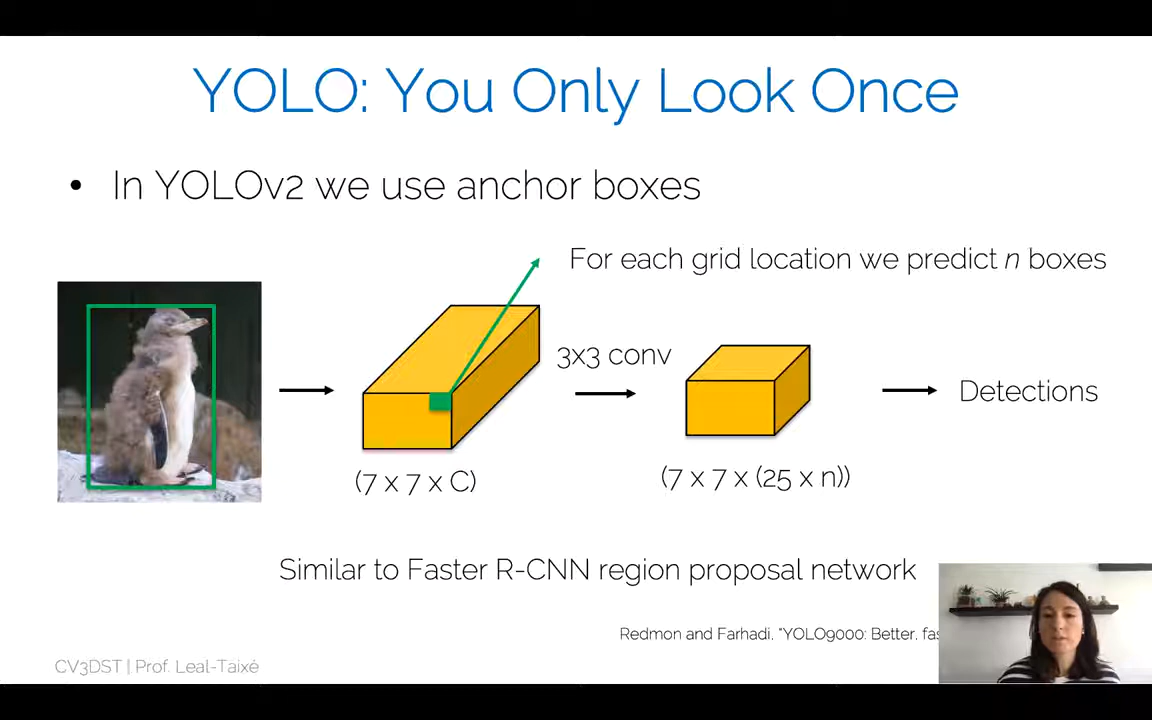 YOLO: You Only Look Once
• In YOLOv2 we use anchor boxes
For each grid location we predict n boxes
3x3 conv
Detections
(7 x 7 x C)
(7 x 7 x (25 x n))
Similar to Faster R-CNN region proposal network
Redmon and Farhadi. "YOLO9000: Better, fas
CV3DST | Prof. Leal-Taixé